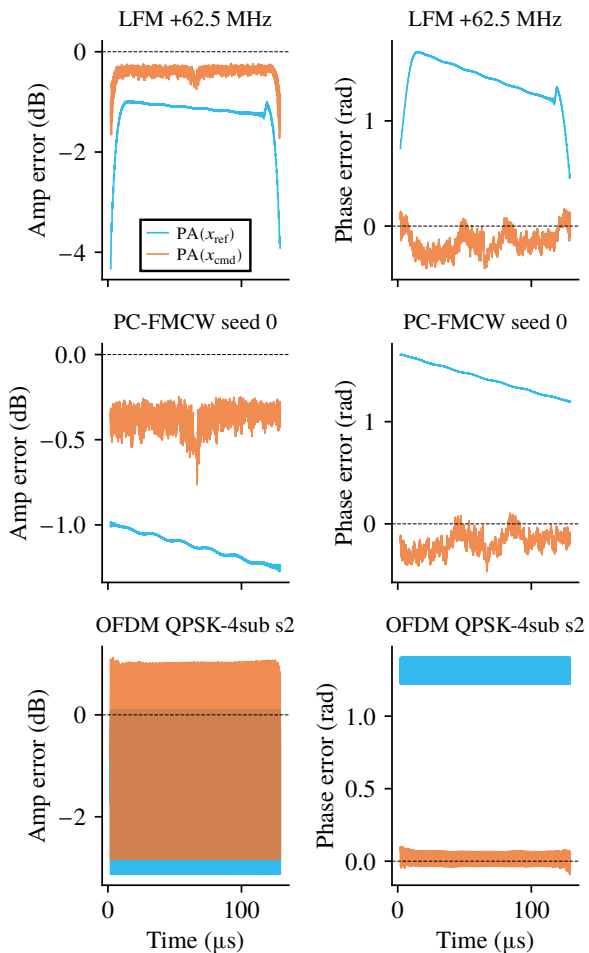 LFM +62.5 MHz
Amp error (dB)
0
−2
−4
PA(x_ref)
PA(x_cmd)
Phase error (rad)
1
0
PC-FMCW seed 0
Amp error (dB)
0.0
−0.5
−1.0
PC-FMCW seed 0
Phase error (rad)
1
0
OFDM QPSK-4sub s2
Amp error (dB)
0
−2
0
100
Time (µs)
OFDM QPSK-4sub s2
Phase error (rad)
1.0
0.5
0.0
0
100
Time (µs)
LFM +62.5 MHz